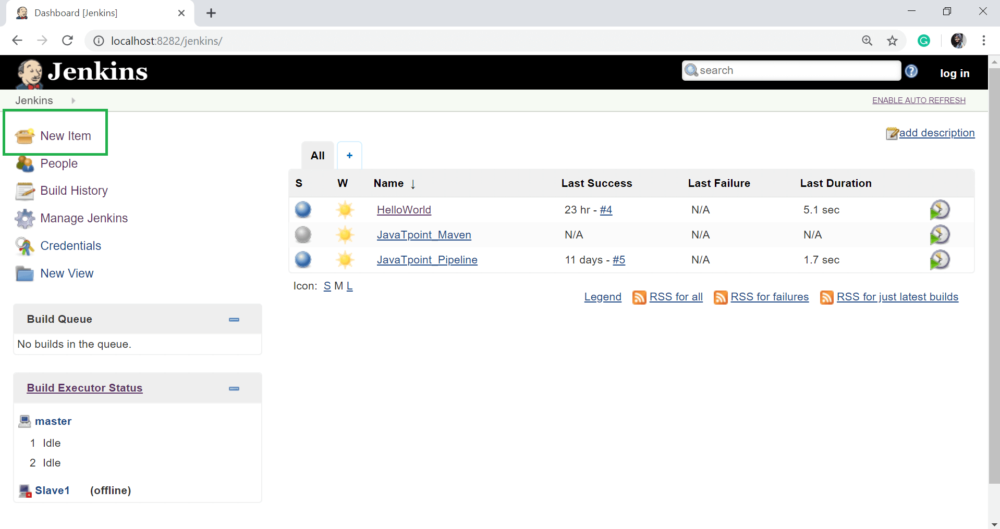 Dashboard [Jenkins]
localhost:8282/jenkins/
Jenkins
search
log in
Jenkins
ENABLE AUTO REFRESH
New Item
People
Build History
Manage Jenkins
Credentials
New View
add description
All +
S W Name ↓ Last Success Last Failure Last Duration
HelloWorld 23 hr - #4 N/A 5.1 sec
JavaTpoint_Maven N/A N/A N/A
JavaTpoint_Pipeline 11 days - #5 N/A 1.7 sec
Icon: S M L
Legend RSS for all RSS for failures RSS for just latest builds
Build Queue
No builds in the queue.
Build Executor Status
master
1 Idle
2 Idle
Slave1 (offline)